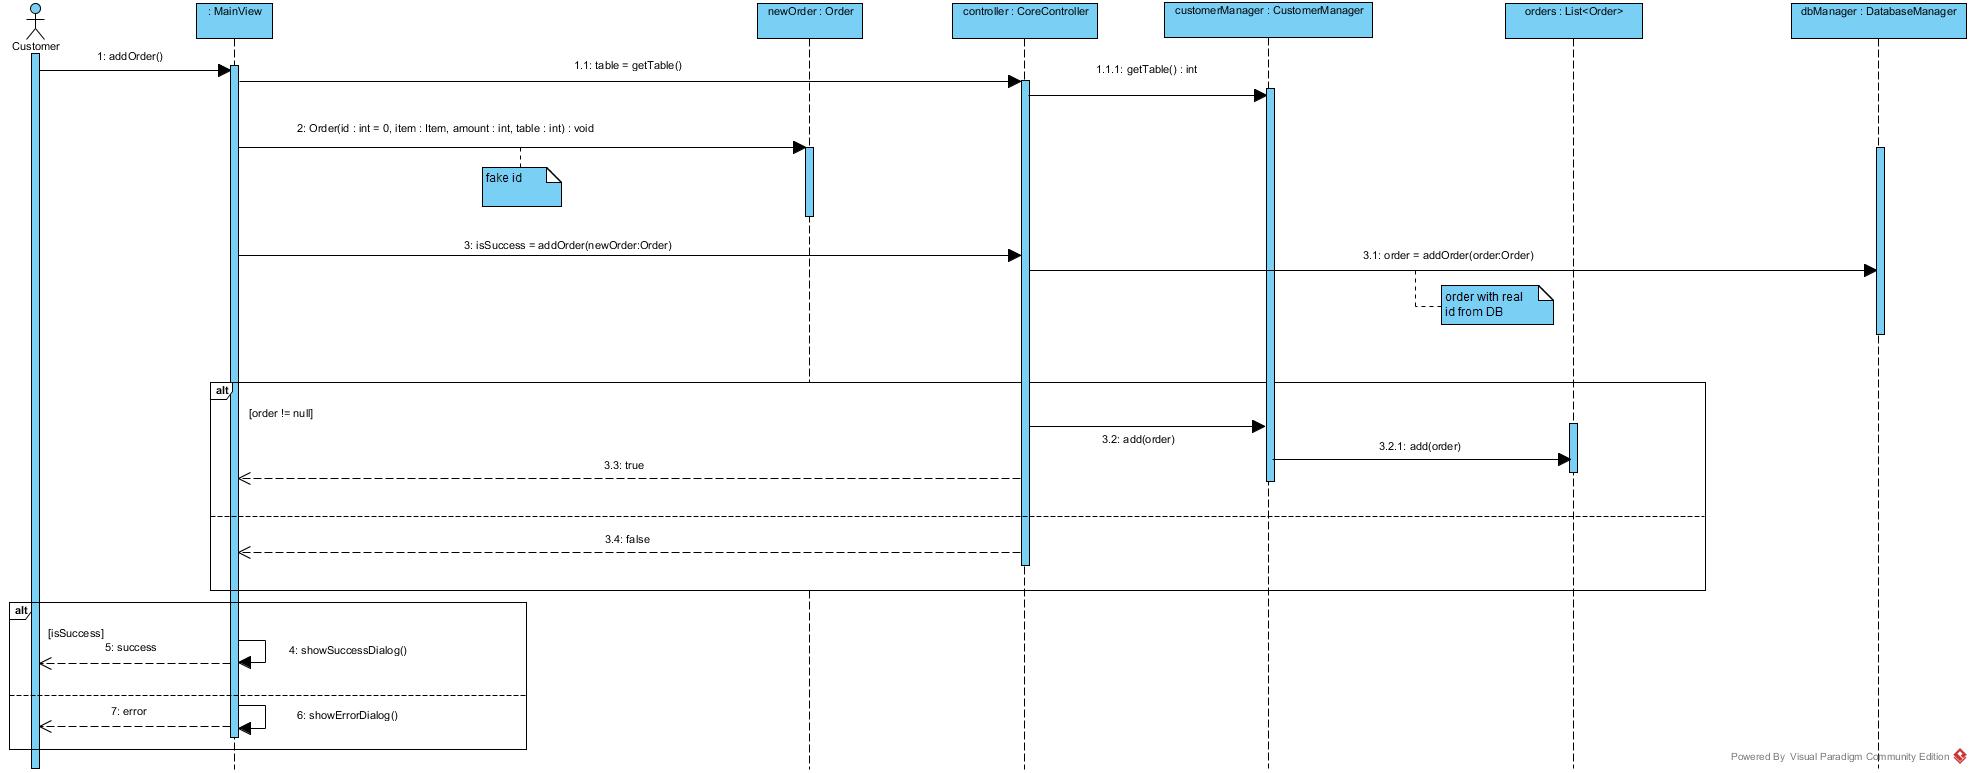 : MainView
newOrder : Order
controller : CoreController
customerManager : CustomerManager
orders : List<Order>
dbManager : DatabaseManager
Customer
1: addOrder()
1.1: table = getTable()
1.1.1: getTable() : int
2: Order(id : int = 0, item : Item, amount : int, table : int) : void
fake id
3: isSuccess = addOrder(newOrder:Order)
3.1: order = addOrder(order:Order)
order with real
id from DB
alt
[order != null]
3.2: add(order)
3.2.1: add(order)
3.3: true
3.4: false
alt
[isSuccess]
5: success
4: showSuccessDialog()
7: error
6: showErrorDialog()
Powered By Visual Paradigm Community Edition